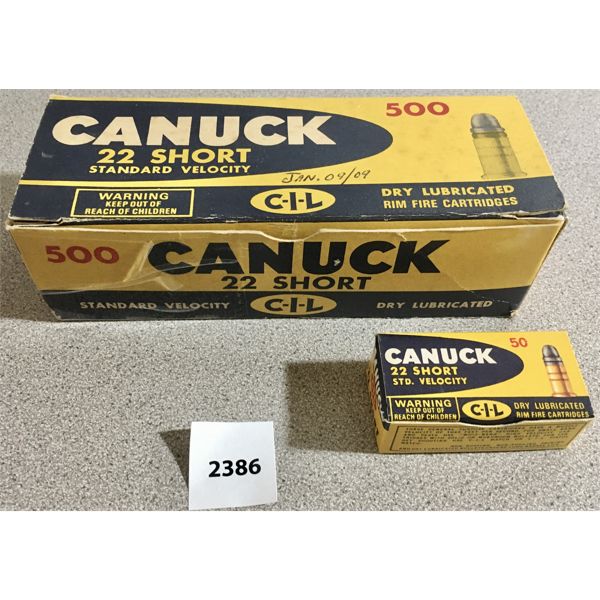 CANUCK
22 SHORT
STANDARD VELOCITY
500
JAN. 09/09
WARNING
KEEP OUT OF
REACH OF CHILDREN
C-I-L
DRY LUBRICATED
RIM FIRE CARTRIDGES
500 CANUCK
22 SHORT
STANDARD VELOCITY C-I-L DRY LUBRICATED
CANUCK
22 SHORT
STD. VELOCITY
50
WARNING
KEEP OUT OF
REACH OF CHILDREN
C-I-L
DRY LUBRICATED
RIM FIRE CARTRIDGES
2386